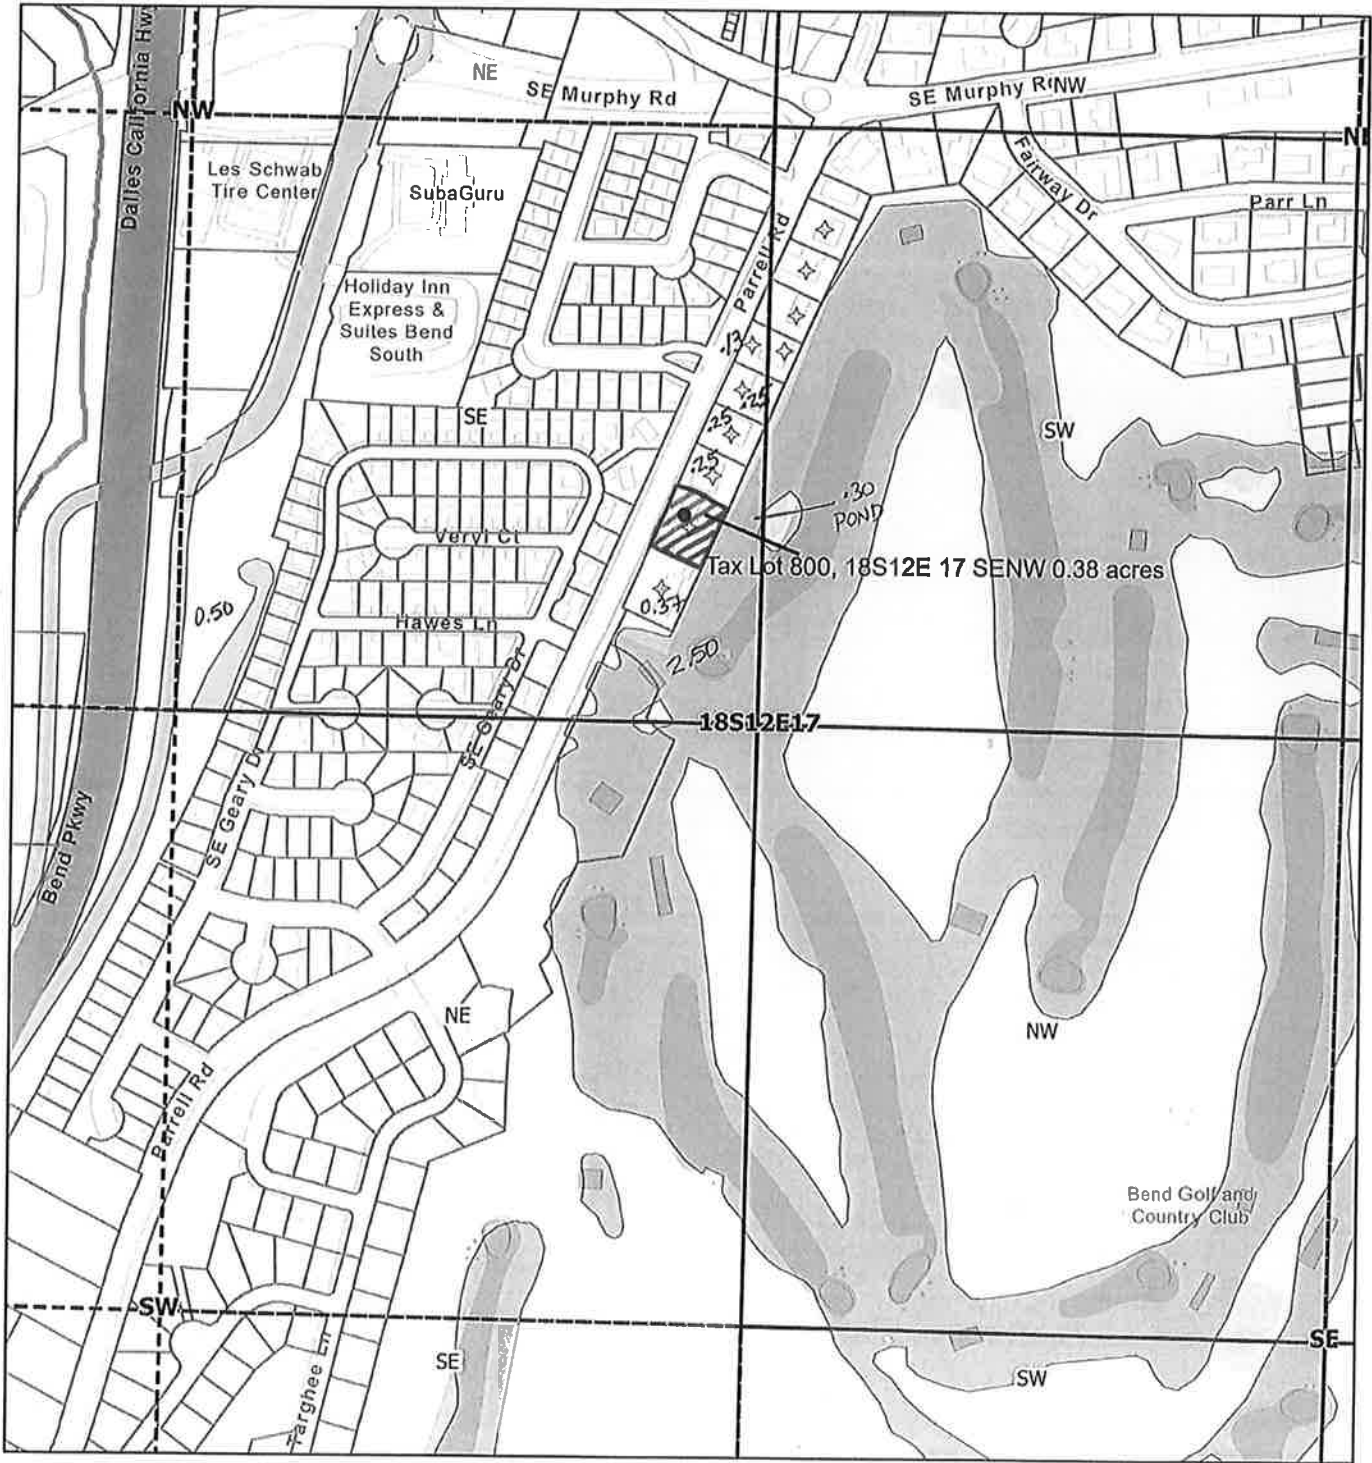 NE
SE Murphy Rd
SE Murphy R
NW
NW
N
Dalles California Hwy
Les Schwab
Tire Center
SubaGuru
Fairway Dr
Parr Ln
Parrell Rd
Holiday Inn
Express &
Suites Bend
South
.13
.25
.25
.25
SE
SW
.30
POND
Veryl Ct
Tax Lot 800, 18S12E 17 SENW 0.38 acres
0.50
0.37
Hawes Ln
2.50
SE Geary Dr
18S12E17
SE Geary Dr
Bend Pkwy
NE
NW
Parrell Rd
Bend Golf and
Country Club
SW
SE
SE
SW
Targhee Ln